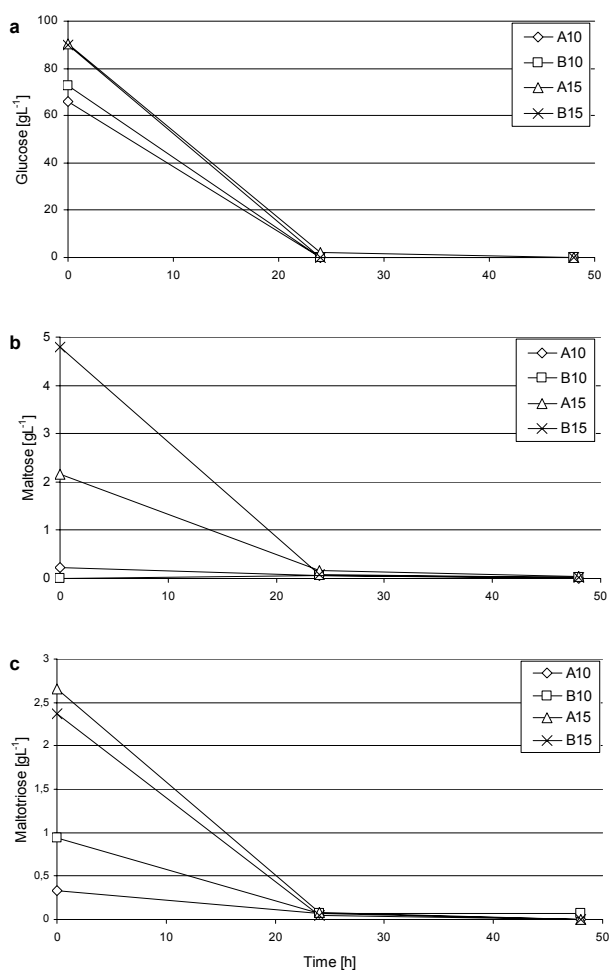 a
Glucose [gL-1]
100
80
60
40
20
0
0 10 20 30 40 50
A10
B10
A15
B15
b
Maltose [gL-1]
5
4
3
2
1
0
0 10 20 30 40 50
A10
B10
A15
B15
c
Maltotriose [gL-1]
3
2,5
2
1,5
1
0,5
0
0 10 20 30 40 50
A10
B10
A15
B15
Time [h]